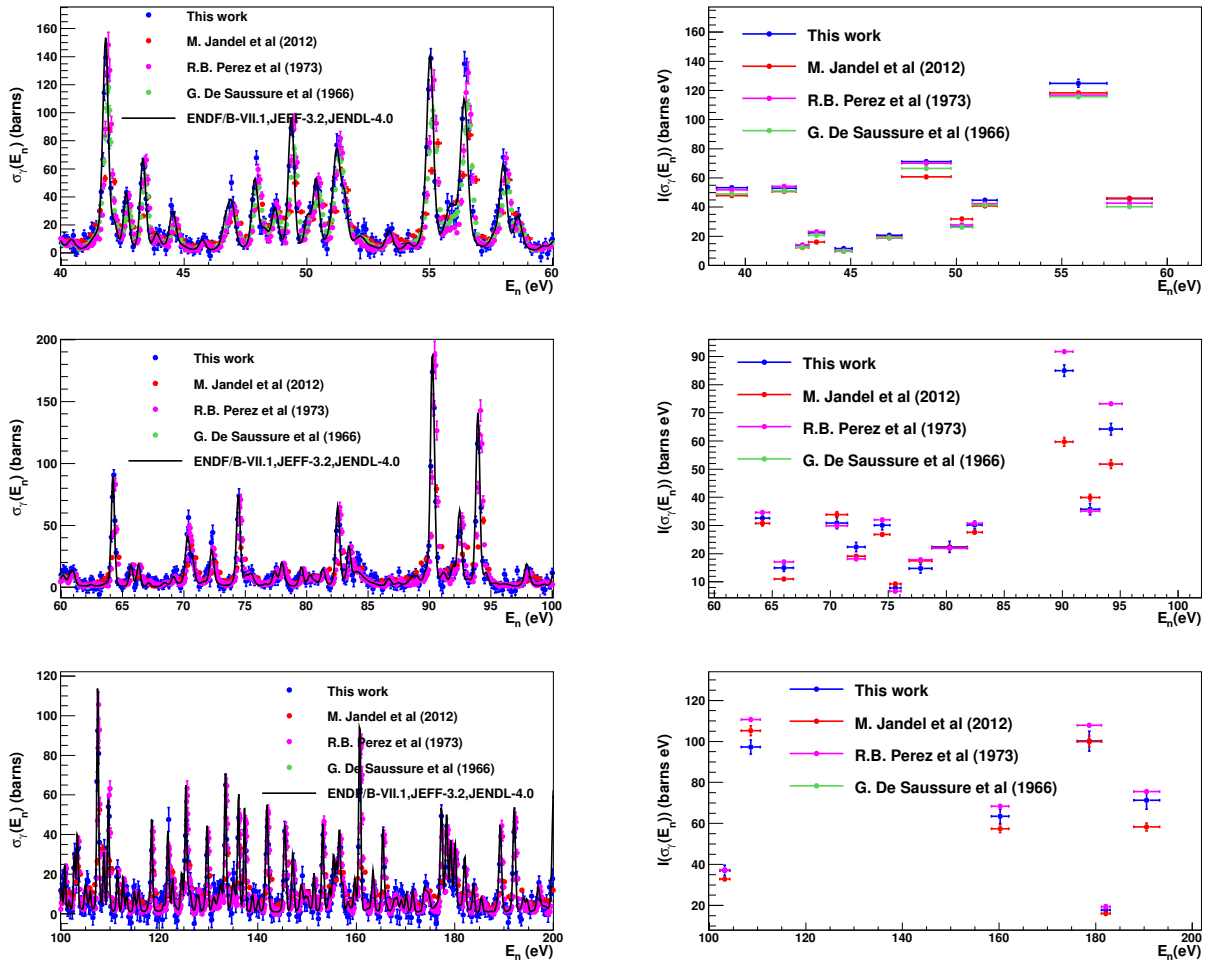 σγ(En) (barns)
160
140
120
100
80
60
40
20
0
This work
M. Jandel et al (2012)
R.B. Perez et al (1973)
G. De Saussure et al (1966)
ENDF/B-VII.1,JEFF-3.2,JENDL-4.0
40 45 50 55 60
En (eV)
I(σγ(En)) (barns eV)
160
140
120
100
80
60
40
20
0
This work
M. Jandel et al (2012)
R.B. Perez et al (1973)
G. De Saussure et al (1966)
40 45 50 55 60
En(eV)
σγ(En) (barns)
200
150
100
50
0
This work
M. Jandel et al (2012)
R.B. Perez et al (1973)
G. De Saussure et al (1966)
ENDF/B-VII.1,JEFF-3.2,JENDL-4.0
60 65 70 75 80 85 90 95 100
En (eV)
I(σγ(En)) (barns eV)
90
80
70
60
50
40
30
20
10
This work
M. Jandel et al (2012)
R.B. Perez et al (1973)
G. De Saussure et al (1966)
60 65 70 75 80 85 90 95 100
En(eV)
σγ(En) (barns)
120
100
80
60
40
20
0
This work
M. Jandel et al (2012)
R.B. Perez et al (1973)
G. De Saussure et al (1966)
ENDF/B-VII.1,JEFF-3.2,JENDL-4.0
100 120 140 160 180 200
En (eV)
I(σγ(En)) (barns eV)
120
100
80
60
40
20
0
This work
M. Jandel et al (2012)
R.B. Perez et al (1973)
G. De Saussure et al (1966)
100 120 140 160 180 200
En(eV)